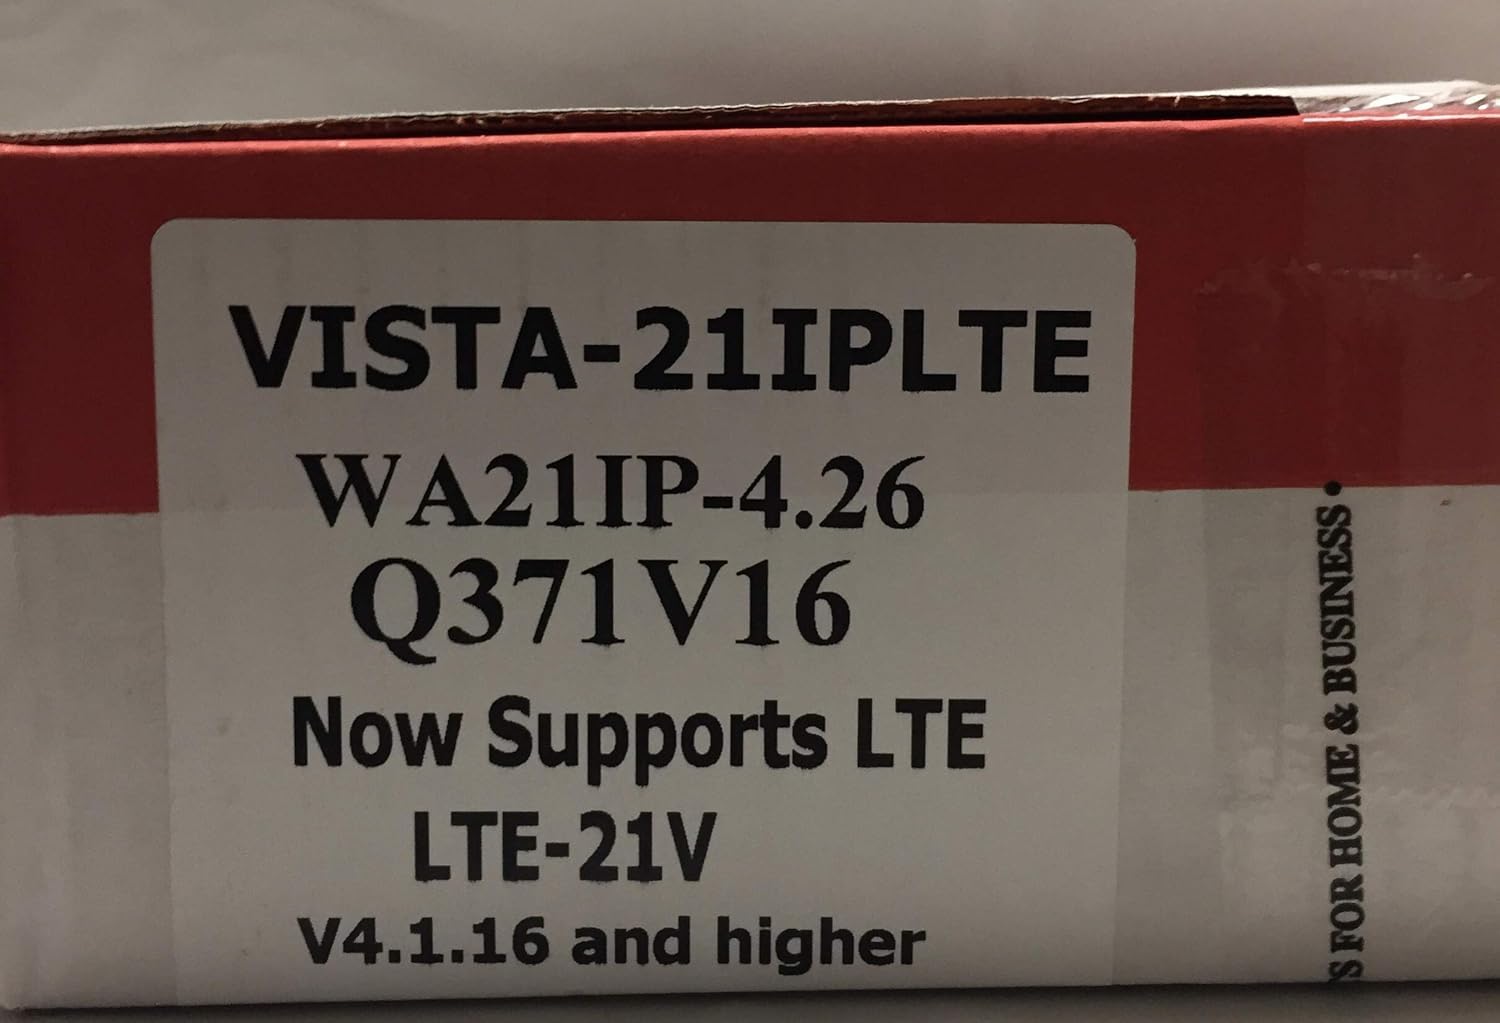 VISTA-21IPLTE
WA21IP-4.26
Q371V16
Now Supports LTE
LTE-21V
V4.1.16 and higher
S FOR HOME & BUSINESS •